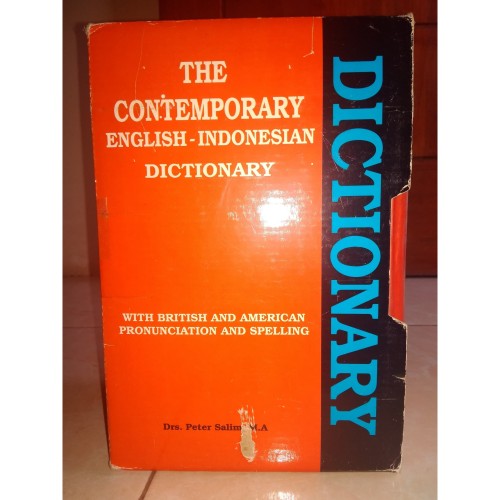 THE
CONTEMPORARY
ENGLISH - INDONESIAN
DICTIONARY
WITH BRITISH AND AMERICAN
PRONUNCIATION AND SPELLING
Drs. Peter Salim, M.A
DICTIONARY